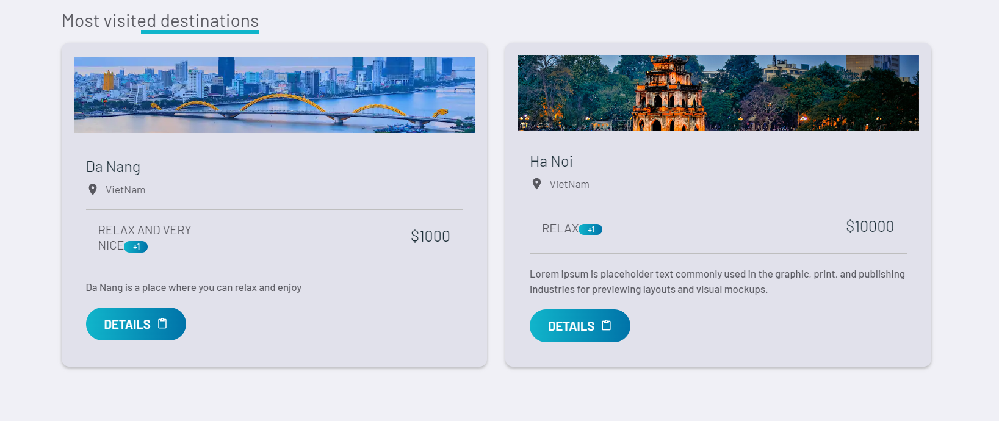 Most visited destinations
Da Nang
VietNam
RELAX AND VERY
NICE +1
$1000
Da Nang is a place where you can relax and enjoy
DETAILS
Ha Noi
VietNam
RELAX +1
$10000
Lorem ipsum is placeholder text commonly used in the graphic, print, and publishing
industries for previewing layouts and visual mockups.
DETAILS